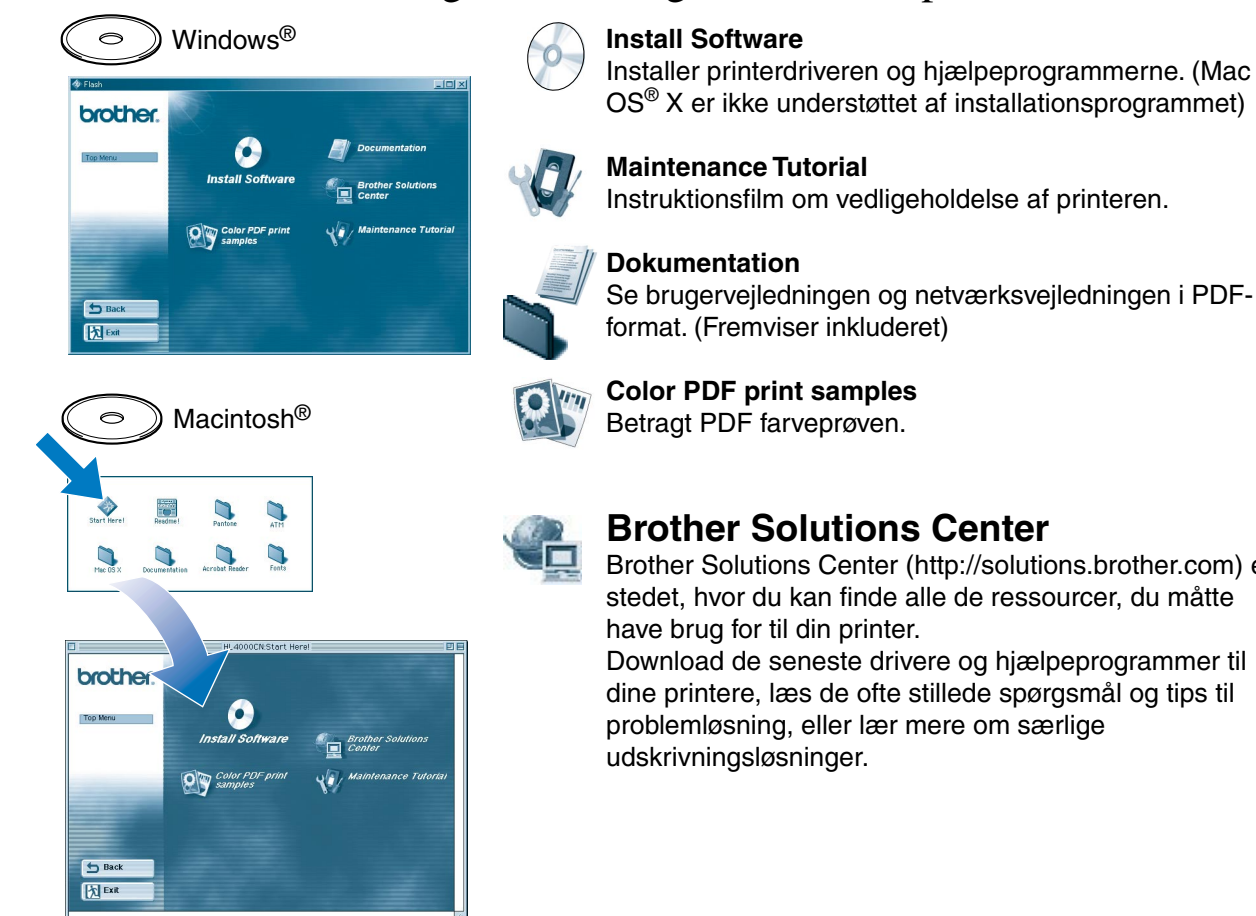 Windows®
Flash
brother.
Top Menu
Install Software
Documentation
Brother Solutions
Center
Color PDF print
samples
Maintenance Tutorial
Back
Exit
Macintosh®
Start Here!
Readme!
Pantone
ATM
Mac OS X
Documentation
Acrobat Reader
Fonts
HL4000CN:Start Here!
brother.
Top Menu
Install Software
Brother Solutions
Center
Color PDF print
samples
Maintenance Tutorial
Back
Exit
Install Software
Installer printerdriveren og hjælpeprogrammerne. (Mac
OS® X er ikke understøttet af installationsprogrammet)
Maintenance Tutorial
Instruktionsfilm om vedligeholdelse af printeren.
Dokumentation
Se brugervejledningen og netværksvejledningen i PDF-
format. (Fremviser inkluderet)
Color PDF print samples
Betragt PDF farveprøven.
Brother Solutions Center
Brother Solutions Center (http://solutions.brother.com)
stedet, hvor du kan finde alle de ressourcer, du måtte
have brug for til din printer.
Download de seneste drivere og hjælpeprogrammer til
dine printere, læs de ofte stillede spørgsmål og tips til
problemløsning, eller lær mere om særlige
udskrivningsløsninger.